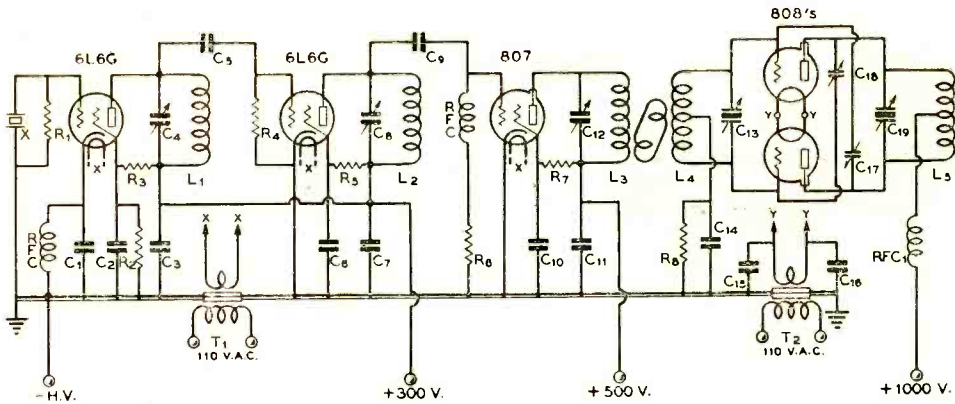 808's
6L6G
6L6G
807
C5
C9
X
R1
C4
L1
R4
C8
L2
RFC
C12
L3
L4
C13
Y
Y
C18
C19
C17
L5
X
R3
X
R5
X
R7
RFC
C1
C2
R2
C3
X
X
C6
C7
R6
C10
C11
R8
C14
Y
Y
C15
C16
RFC1
T1
110 V.A.C.
T2
110 V.A.C.
-H.V.
+300 V.
+500 V.
+1000 V.